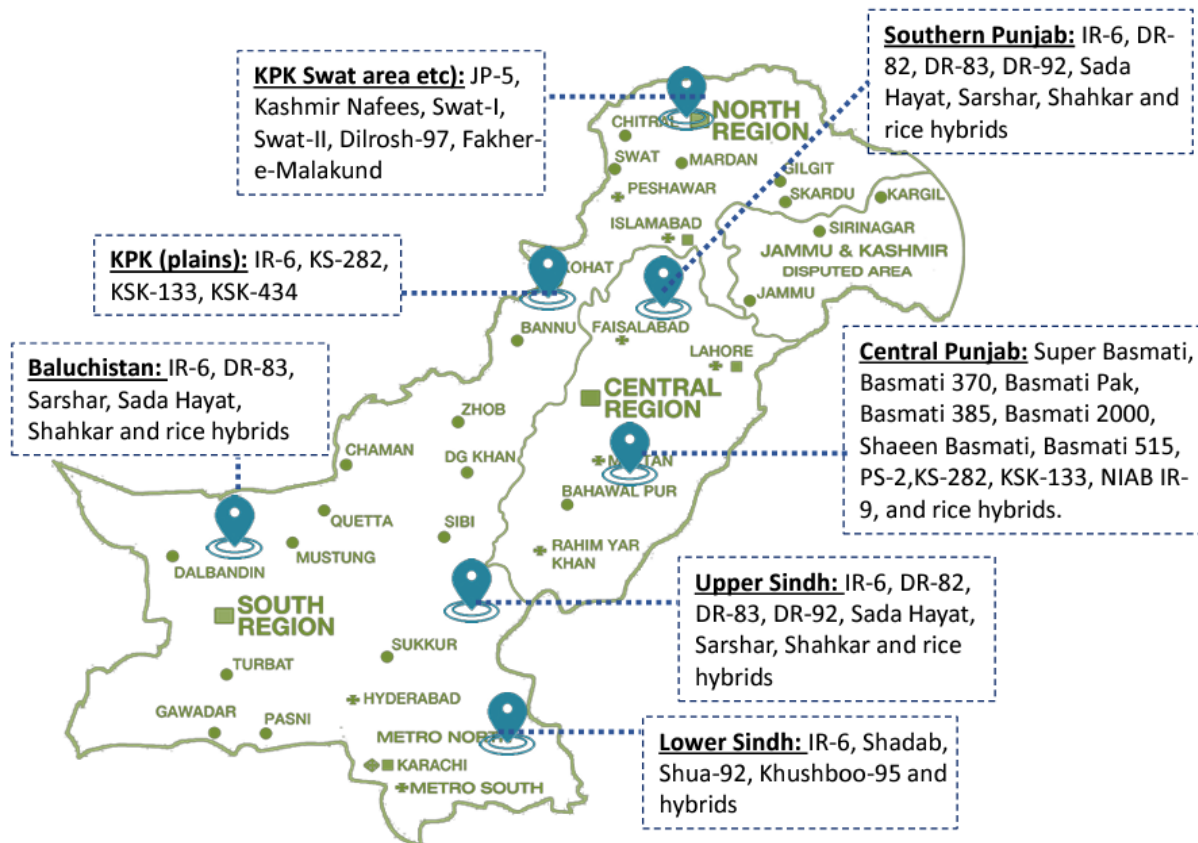 Southern Punjab: IR-6, DR-
82, DR-83, DR-92, Sada
Hayat, Sarshar, Shahkar and
rice hybrids
KPK Swat area etc): JP-5,
Kashmir Nafees, Swat-I,
Swat-II, Dilrosh-97, Fakher-
e-Malakund
KPK (plains): IR-6, KS-282,
KSK-133, KSK-434
Baluchistan: IR-6, DR-83,
Sarshar, Sada Hayat,
Shahkar and rice hybrids
Central Punjab: Super Basmati,
Basmati 370, Basmati Pak,
Basmati 385, Basmati 2000,
Shaeen Basmati, Basmati 515,
PS-2,KS-282, KSK-133, NIAB IR-
9, and rice hybrids.
Upper Sindh: IR-6, DR-82,
DR-83, DR-92, Sada Hayat,
Sarshar, Shahkar and rice
hybrids
Lower Sindh: IR-6, Shadab,
Shua-92, Khushboo-95 and
hybrids
NORTH
REGION
CHITRAL
SWAT
MARDAN
GILGIT
SKARDU
KARGIL
PESHAWAR
ISLAMABAD
SIRINAGAR
JAMMU & KASHMIR
DISPUTED AREA
JAMMU
KOHAT
BANNU
FAISALABAD
LAHORE
CENTRAL
REGION
ZHOB
CHAMAN
DG KHAN
MULTAN
BAHAWAL PUR
QUETTA
SIBI
MUSTUNG
DALBANDIN
RAHIM YAR
KHAN
SOUTH
REGION
SUKKUR
TURBAT
HYDERABAD
GAWADAR
PASNI
METRO NORTH
KARACHI
METRO SOUTH